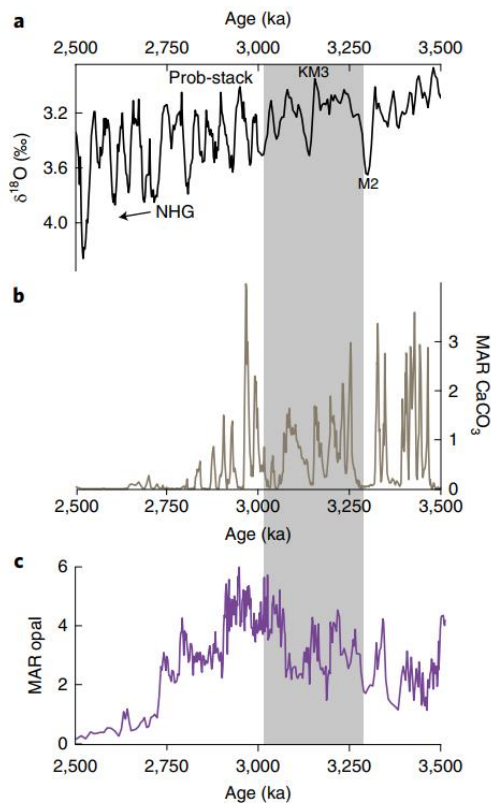 a
Age (ka)
2,500 2,750 3,000 3,250 3,500
Prob-stack
KM3
3.2
δ18O (‰)
M2
4.0
NHG
b
3
2
1
0
MAR CaCO3
2,500 2,750 3,000 3,250 3,500
Age (ka)
c
6
4
2
0
MAR opal
2,500 2,750 3,000 3,250 3,500
Age (ka)